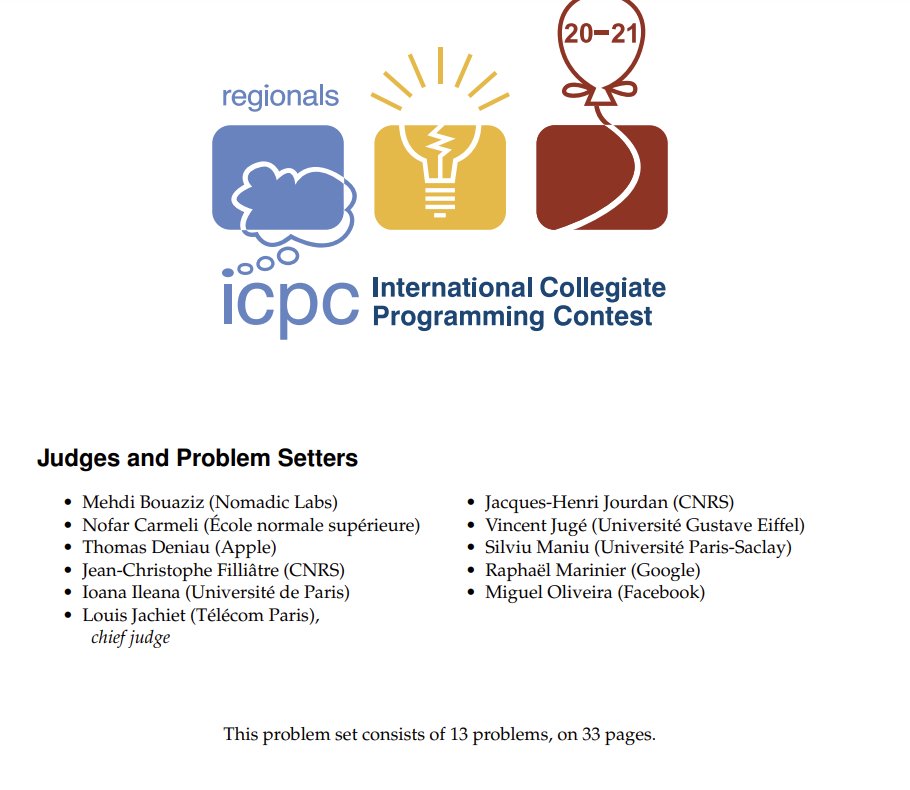 20-21
regionals
icpc
International Collegiate
Programming Contest
Judges and Problem Setters
• Mehdi Bouaziz (Nomadic Labs)
• Nofar Carmeli (École normale supérieure)
• Thomas Deniau (Apple)
• Jean-Christophe Filliâtre (CNRS)
• Ioana Ileana (Université de Paris)
• Louis Jachiet (Télécom Paris),
chief judge
• Jacques-Henri Jourdan (CNRS)
• Vincent Jugé (Université Gustave Eiffel)
• Silviu Maniu (Université Paris-Saclay)
• Raphaël Marinier (Google)
• Miguel Oliveira (Facebook)
This problem set consists of 13 problems, on 33 pages.